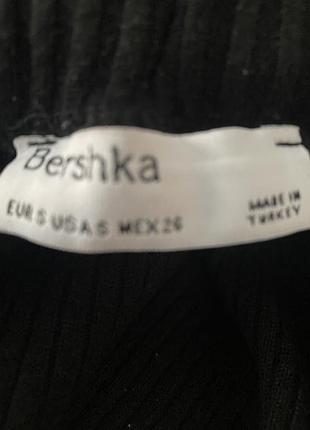 Bershka
EUR S USA S MEX 26
MADE IN
TURKEY